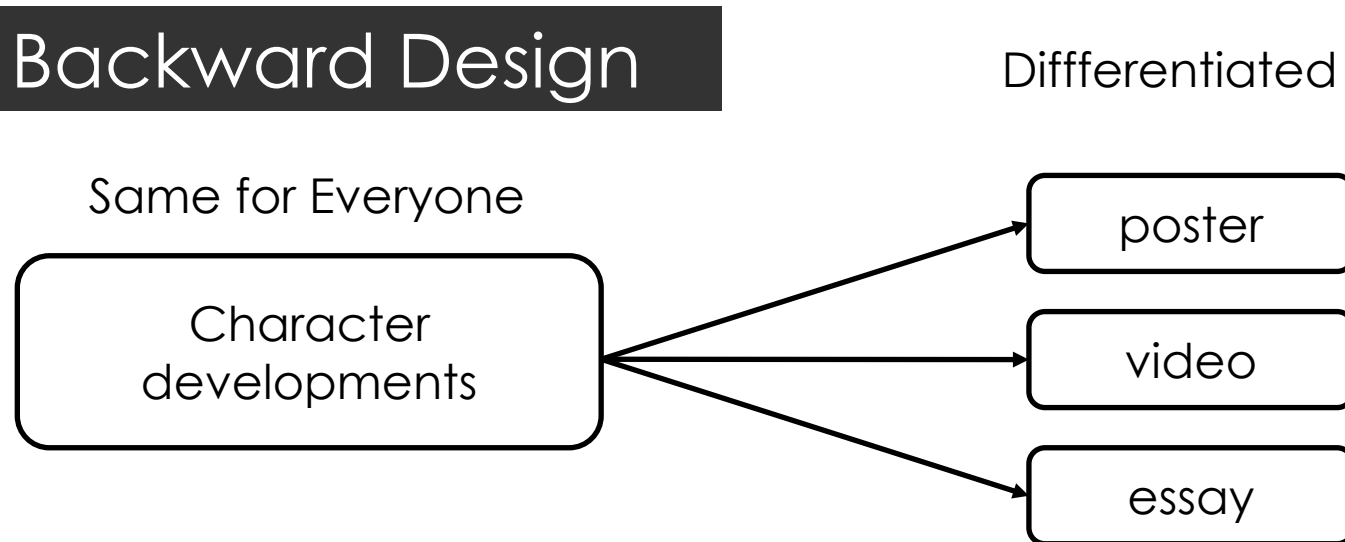 Backward Design
Diffferentiated
Same for Everyone
Character
developments
poster
video
essay